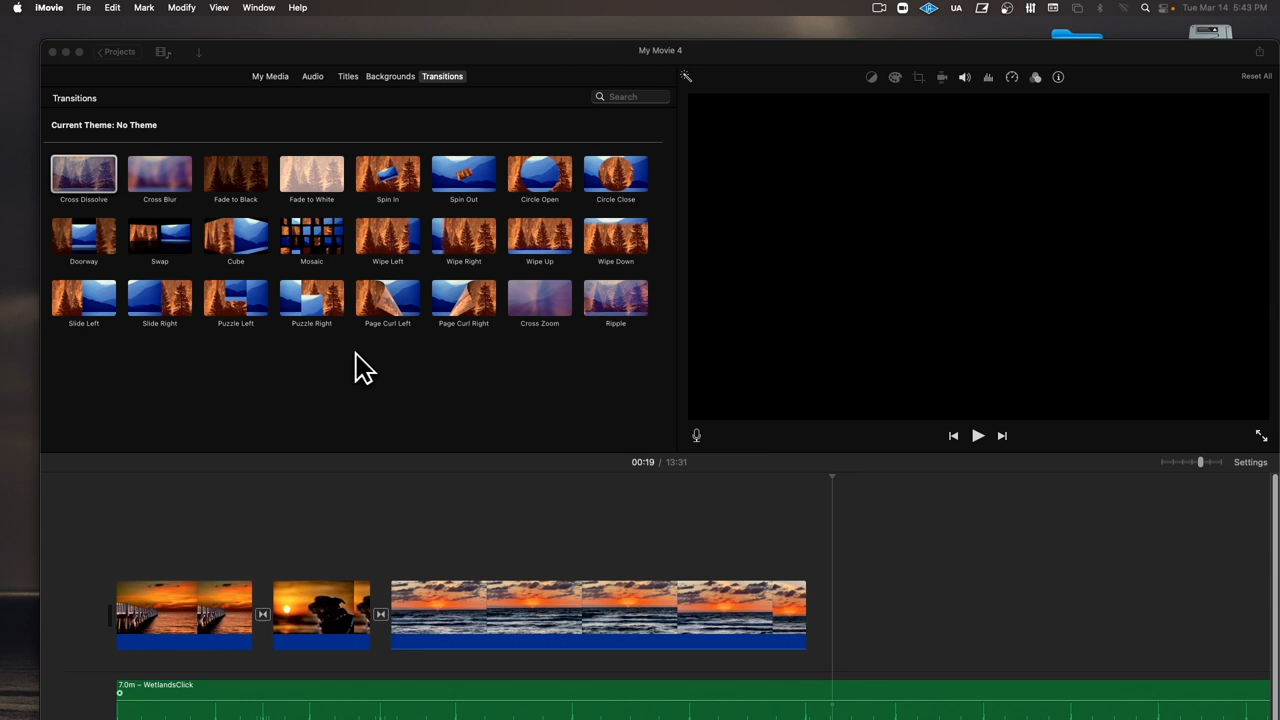 iMovie File Edit Mark Modify View Window Help UA Tue Mar 14 5:43 PM
Projects My Movie 4
My Media Audio Titles Backgrounds Transitions Reset All
Transitions Search
Current Theme: No Theme
Cross Dissolve Cross Blur Fade to Black Fade to White Spin In Spin Out Circle Open Circle Close
Doorway Swap Cube Mosaic Wipe Left Wipe Right Wipe Up Wipe Down
Slide Left Slide Right Puzzle Left Puzzle Right Page Curl Left Page Curl Right Cross Zoom Ripple
00:19 / 13:31 Settings
7.0m – WetlandsClick